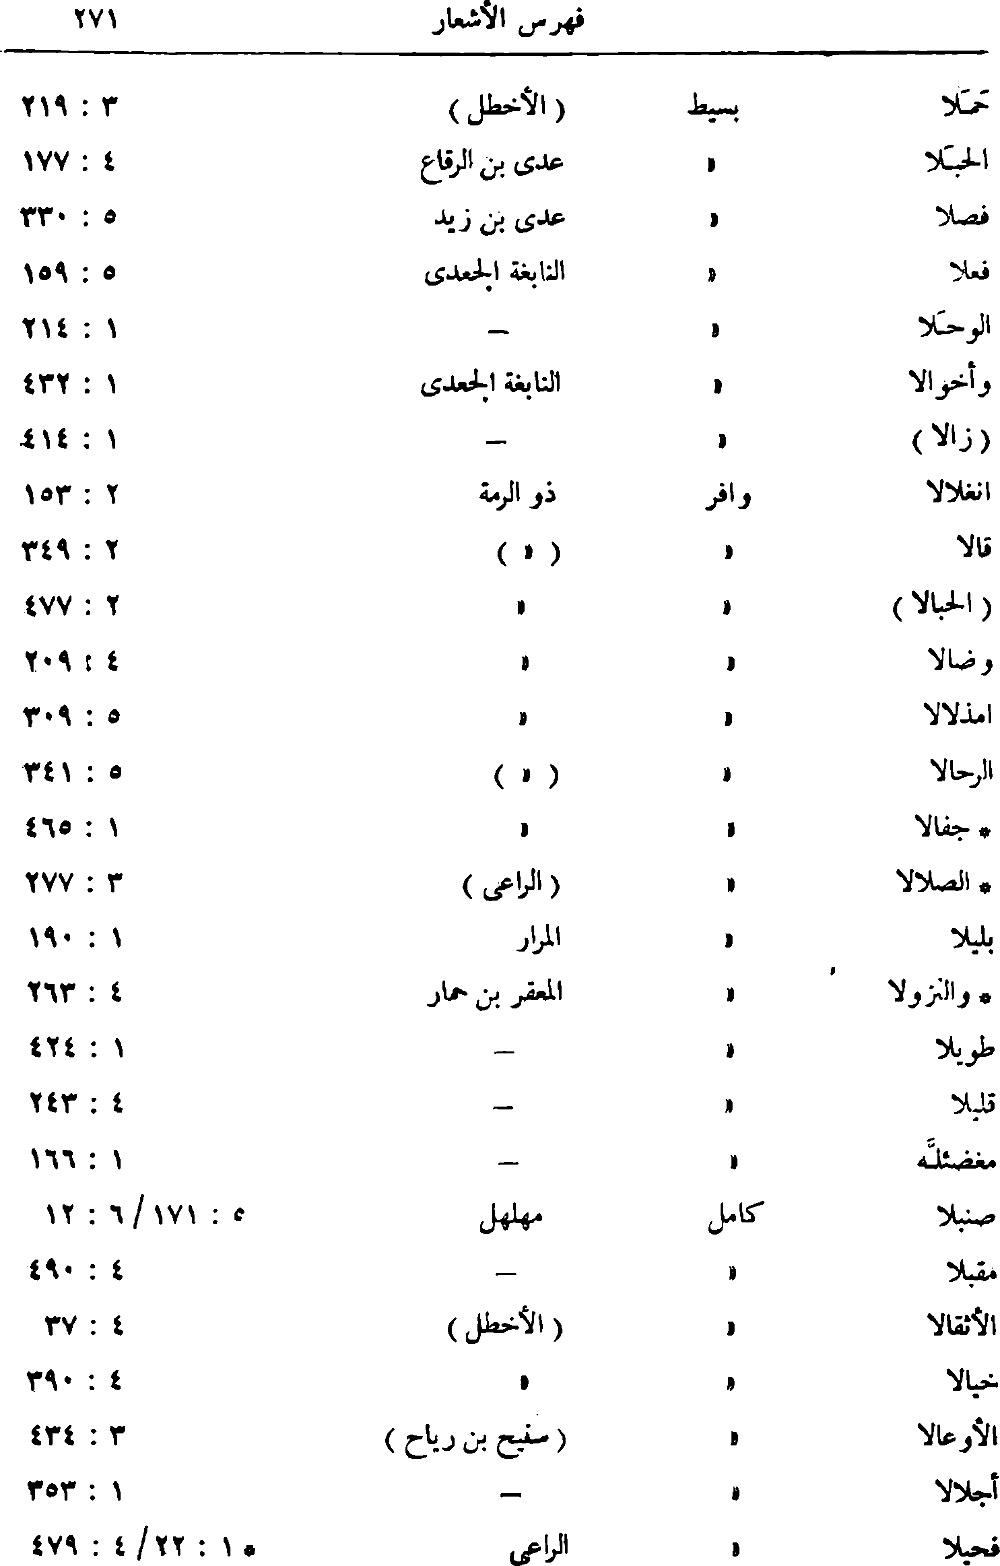 فهرس الأشعار ٢٧١
حَمَـَلا بسيط ( الأخطل ) ٣ : ٢١٩
الحبـَلا » عدى بن الرقاع ٤ : ١٧٧
فصلا » عدى بن زيد ٥ : ٣٣٠
فعلا » النابغة الجعدى ٥ : ١٥٩
الوحـَلا » — ١ : ٢١٤
وأخوالا » النابغة الجعدى ١ : ٤٣٢
( زالا ) » — ١ : ٤١٤
انغلالا وافر ذو الرمة ٢ : ١٥٣
قالا » ( » ) ٢ : ٣٤٩
( الحبالا ) » » ٢ : ٤٧٧
وضالا » » ٤ : ٢٠٩
امذلالا » » ٥ : ٣٠٩
الرحالا » ( » ) ٥ : ٣٤١
* جفالا » » ١ : ٤٦٥
* الصلالا » ( الراعى ) ٣ : ٢٧٧
بليلا » المرار ١ : ١٩٠
* والنزولا » المعقر بن حمار ٤ : ٢٦٣
طويلا » — ١ : ٤٢٤
قليلا » — ٤ : ٢٤٣
مغضئلـَّه » — ١ : ١٦٦
صنبلا كامل مهلهل ٥ : ١٧١ / ٦ : ١٢
مقبلا » — ٤ : ٤٩٠
الأثقالا » ( الأخطل ) ٤ : ٣٧
خيالا » » ٤ : ٣٩٠
الأوعالا » ( سفيح بن رياح ) ٣ : ٤٣٤
أجلالا » — ١ : ٣٥٣
فحيلا » الراعى * ١ : ٢٢ / ٤ : ٤٧٩